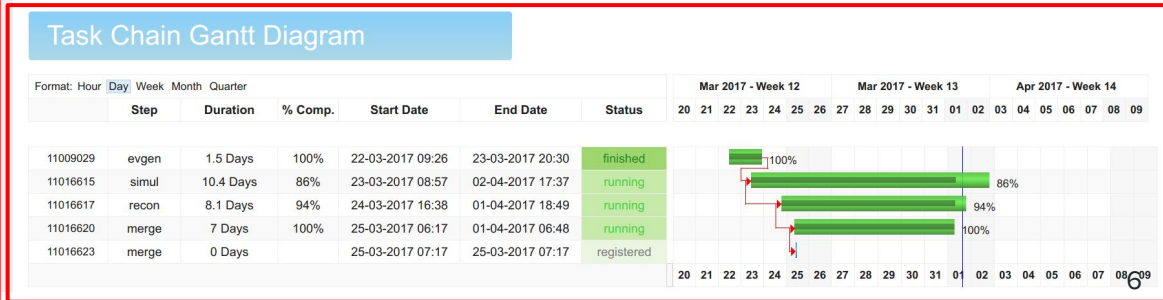 Task Chain Gantt Diagram
Format: Hour Day Week Month Quarter Mar 2017 - Week 12 Mar 2017 - Week 13 Apr 2017 - Week 14
Step Duration % Comp. Start Date End Date Status 20 21 22 23 24 25 26 27 28 29 30 31 01 02 03 04 05 06 07 08 09
11009029 evgen 1.5 Days 100% 22-03-2017 09:26 23-03-2017 20:30 finished 100%
11016615 simul 10.4 Days 86% 23-03-2017 08:57 02-04-2017 17:37 running 86%
11016617 recon 8.1 Days 94% 24-03-2017 16:38 01-04-2017 18:49 running 94%
11016620 merge 7 Days 100% 25-03-2017 06:17 01-04-2017 06:48 running 100%
11016623 merge 0 Days 25-03-2017 07:17 25-03-2017 07:17 registered
20 21 22 23 24 25 26 27 28 29 30 31 01 02 03 04 05 06 07 08 09
6